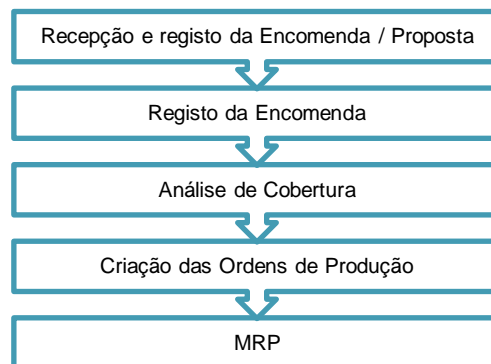 Recepção e registo da Encomenda / Proposta
Registo da Encomenda
Análise de Cobertura
Criação das Ordens de Produção
MRP